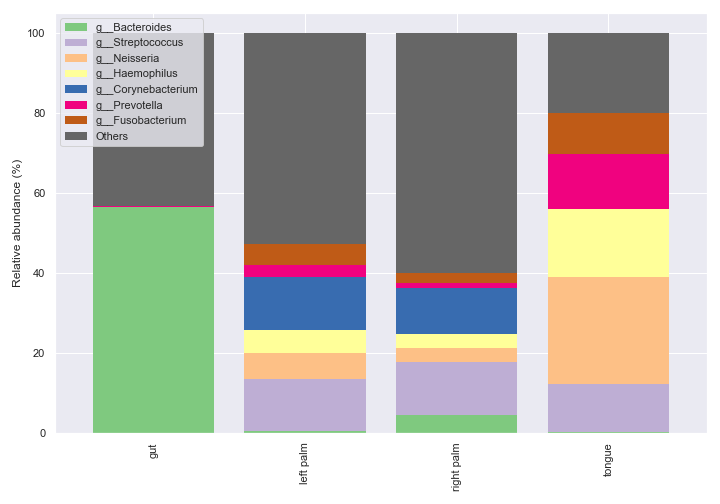 g__Bacteroides
g__Streptococcus
g__Neisseria
g__Haemophilus
g__Corynebacterium
g__Prevotella
g__Fusobacterium
Others
Relative abundance (%)
100
80
60
40
20
0
gut
left palm
right palm
tongue